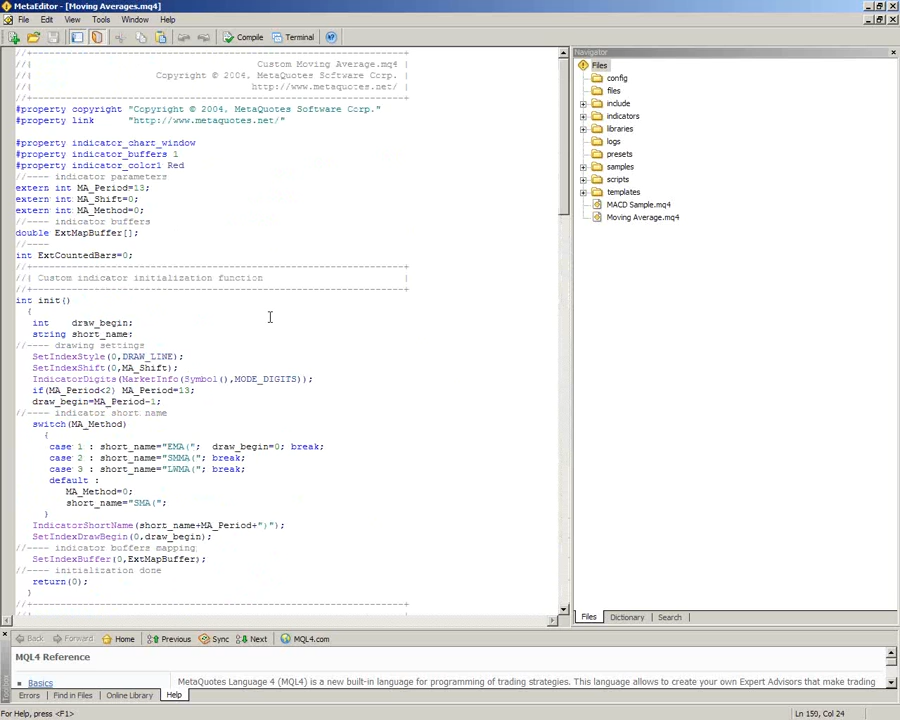 MetaEditor - [Moving Averages.mq4]
File Edit View Tools Window Help
Compile Terminal
//+------------------------------------------------------------------+
//| Custom Moving Average.mq4
//| Copyright © 2004, MetaQuotes Software Corp. |
//| http://www.metaquotes.net/ |
//+------------------------------------------------------------------+
#property copyright "Copyright © 2004, MetaQuotes Software Corp."
#property link "http://www.metaquotes.net/"
#property indicator_chart_window
#property indicator_buffers 1
#property indicator_color1 Red
//---- indicator parameters
extern int MA_Period=13;
extern int MA_Shift=0;
extern int MA_Method=0;
//---- indicator buffers
double ExtMapBuffer[];
//----
int ExtCountedBars=0;
//+------------------------------------------------------------------+
//| Custom indicator initialization function |
//+------------------------------------------------------------------+
int init()
{
int draw_begin;
string short_name;
//---- drawing settings
SetIndexStyle(0,DRAW_LINE);
SetIndexShift(0,MA_Shift);
IndicatorDigits(MarketInfo(Symbol(),MODE_DIGITS));
if(MA_Period<2) MA_Period=13;
draw_begin=MA_Period-1;
//---- indicator short name
switch(MA_Method)
{
case 1 : short_name="EMA("; draw_begin=0; break;
case 2 : short_name="SMMA("; break;
case 3 : short_name="LWMA("; break;
default :
MA_Method=0;
short_name="SMA(";
}
IndicatorShortName(short_name+MA_Period+")");
SetIndexDrawBegin(0,draw_begin);
//---- indicator buffers mapping
SetIndexBuffer(0,ExtMapBuffer);
//---- initialization done
return(0);
}
//+------------------------------------------------------------------+
Navigator
Files
config
files
include
indicators
libraries
logs
presets
samples
scripts
templates
MACD Sample.mq4
Moving Average.mq4
Files Dictionary Search
Back Forward Home Previous Sync Next MQL4.com
MQL4 Reference
Basics
MetaQuotes Language 4 (MQL4) is a new built-in language for programming of trading strategies. This language allows to create your own Expert Advisors that make trading
Toolbox
Errors Find in Files Online Library Help
For Help, press <F1>
Ln 150, Col 24